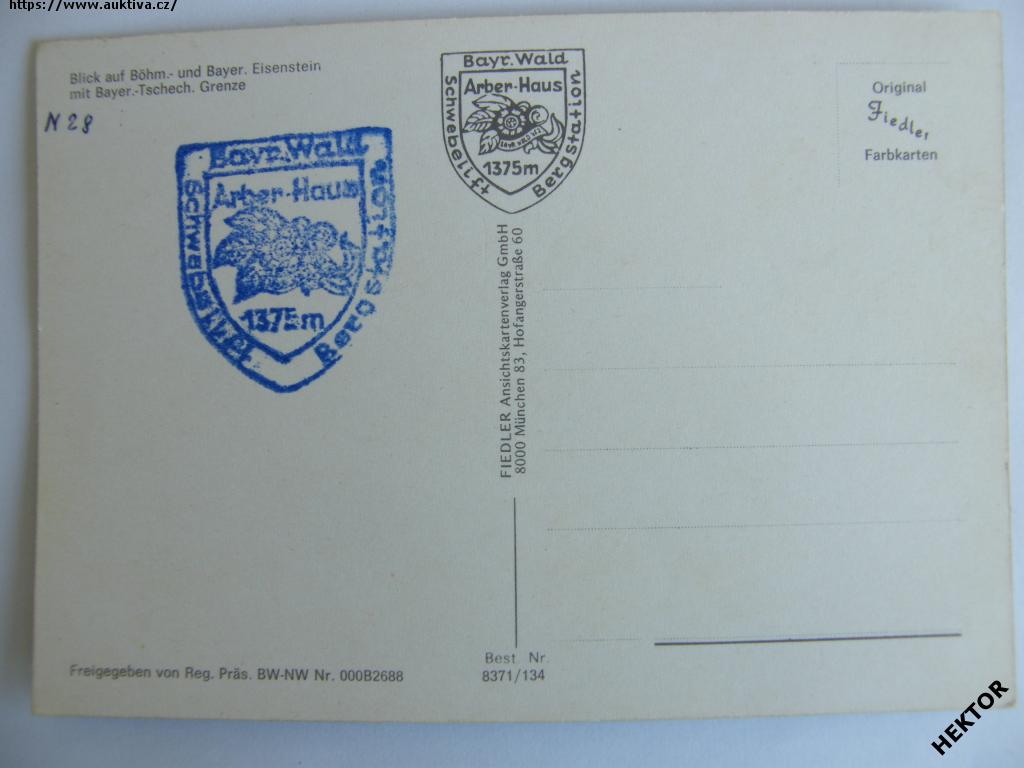 https://www.auktiva.cz/
Blick auf Böhm.- und Bayer. Eisenstein
mit Bayer.-Tschech. Grenze
N 28
Bayr. Wald
Arber-Haus
1375m
Schwebelift
Bergstation
Bayr. Wald
Arber-Haus
1375m
Schwebelift
Bergstation
Original
Fiedler
Farbkarten
FIEDLER Ansichtskartenverlag GmbH
8000 München 83, Hofangerstraße 60
Freigegeben von Reg. Präs. BW-NW Nr. 000B2688
Best. Nr.
8371/134
HEKTOR